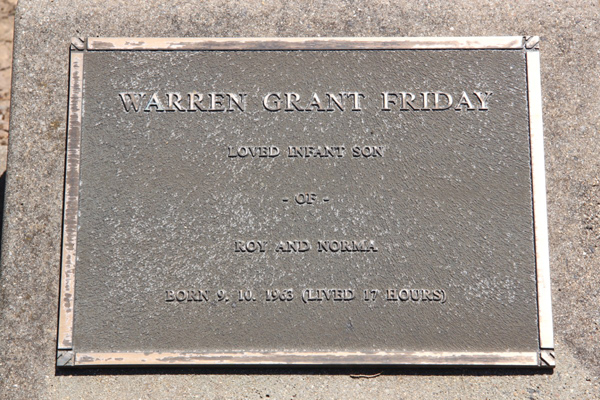 WARREN GRANT FRIDAY
LOVED INFANT SON
- OF -
ROY AND NORMA
BORN 9. 10. 1963 (LIVED 17 HOURS)